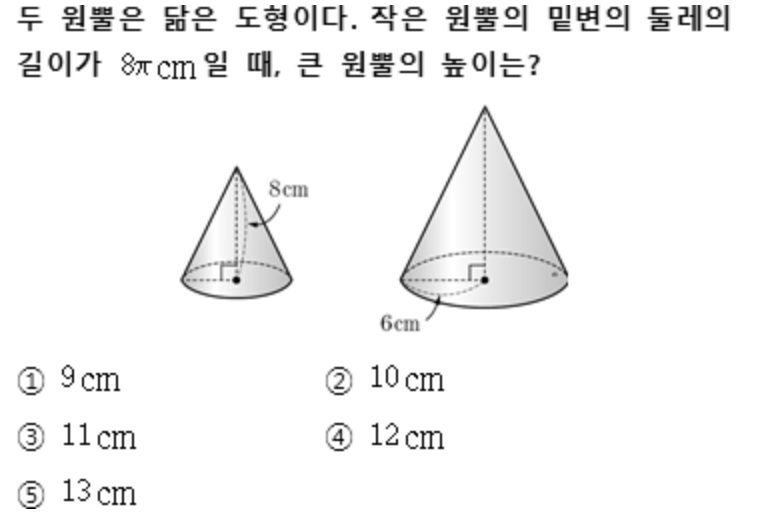 두 원뿔은 닮은 도형이다. 작은 원뿔의 밑변의 둘레의
길이가 8π cm 일 때, 큰 원뿔의 높이는?
8cm
6cm
① 9 cm ② 10 cm
③ 11 cm ④ 12 cm
⑤ 13 cm